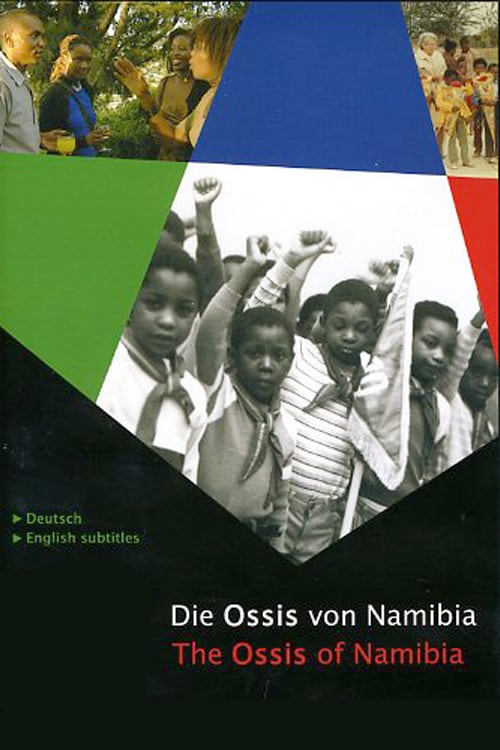 ▸ Deutsch
▸ English subtitles
Die Ossis von Namibia
The Ossis of Namibia